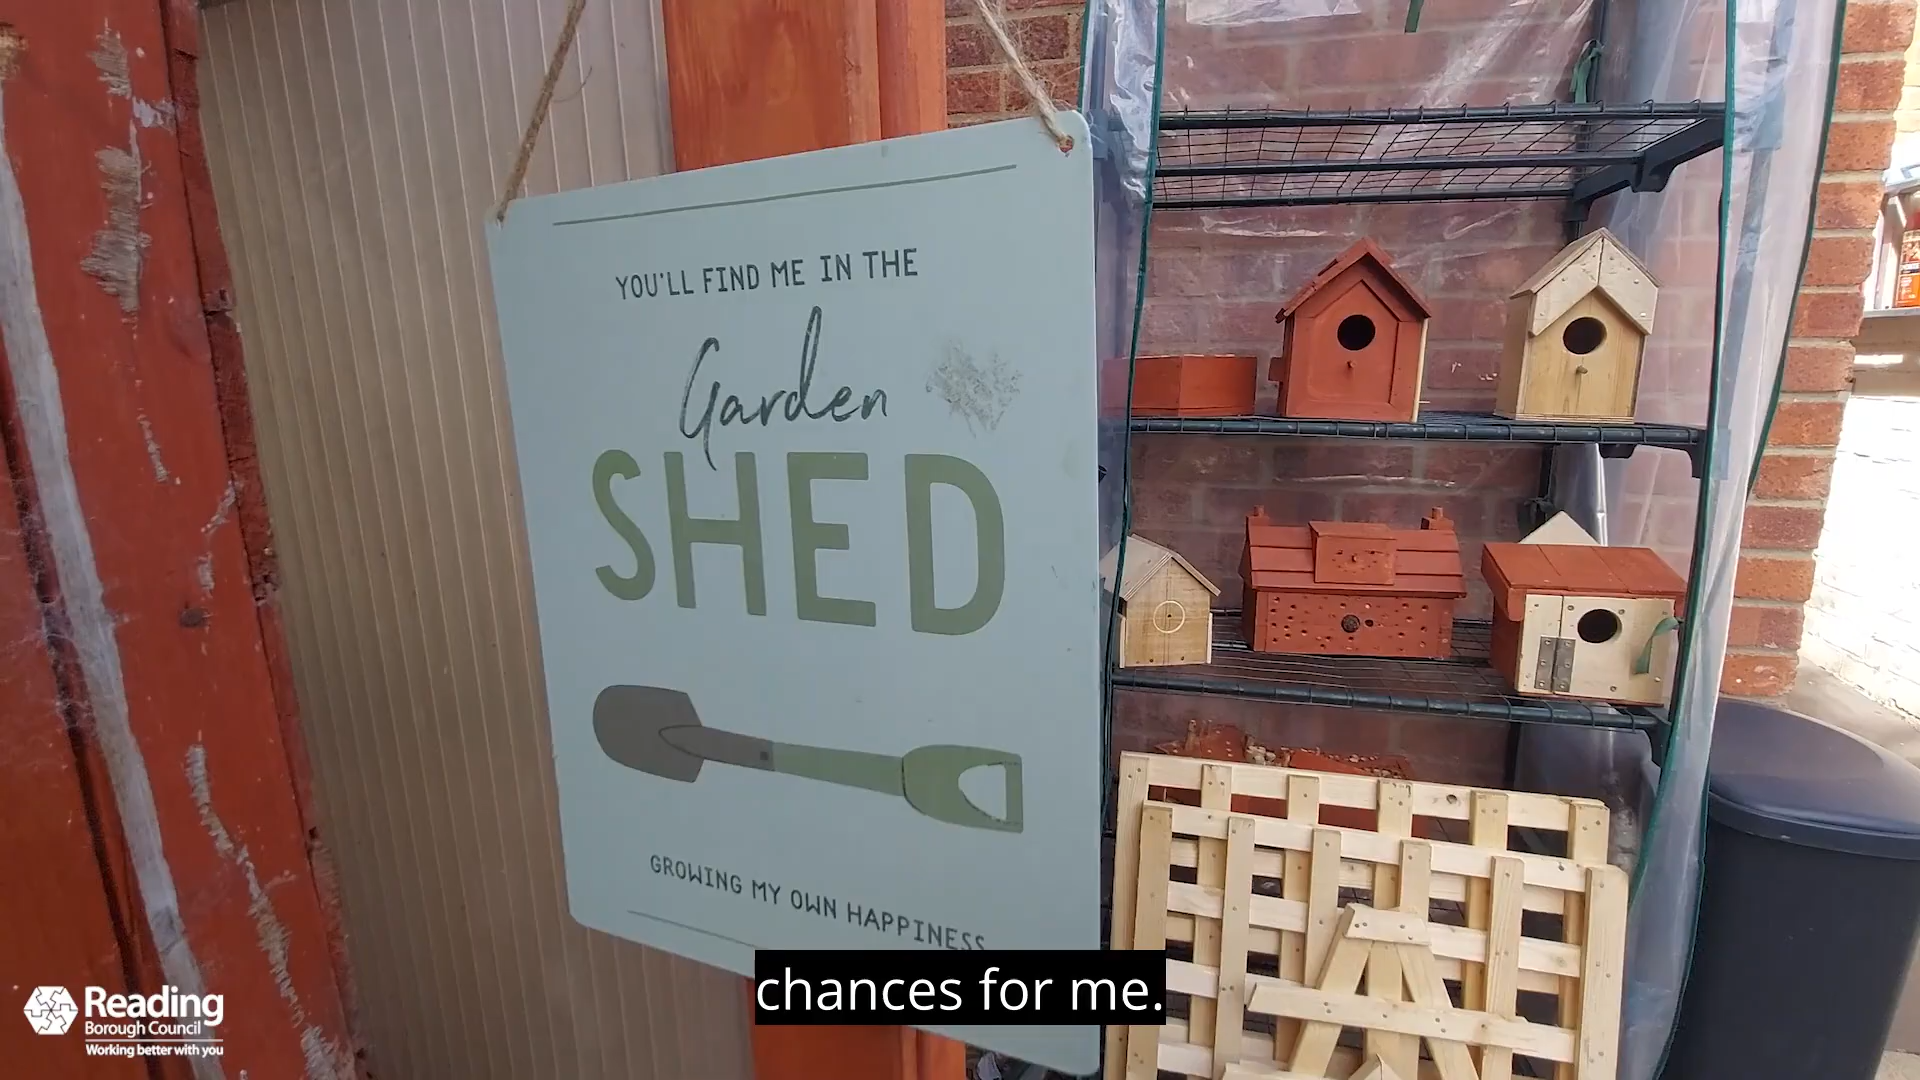 YOU'LL FIND ME IN THE
Garden
SHED
GROWING MY OWN HAPPINESS
chances for me.
Reading
Borough Council
Working better with you